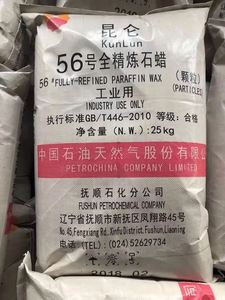 昆仑
KunLun
56号全精炼石蜡
56 #FULLY-REFINED PARAFFIN WAX
(颗粒)
(PARTICLES)
工业用
INDUSTRY USE ONLY
执行标准GB/T446-2010 等级:合格
净含量(N.W.):25kg
中国石油天然气股份有限公司
PETROCHINA COMPANY LIMITED
抚顺石化分公司
FUSHUN PETROCHEMICAL COMPANY
辽宁省抚顺市新抚区凤翔路45号
No.45,Fengxiang Rd.,Xinfu District,Fushun,Liaoning
电话(TEL):(024)52629734
2018 02